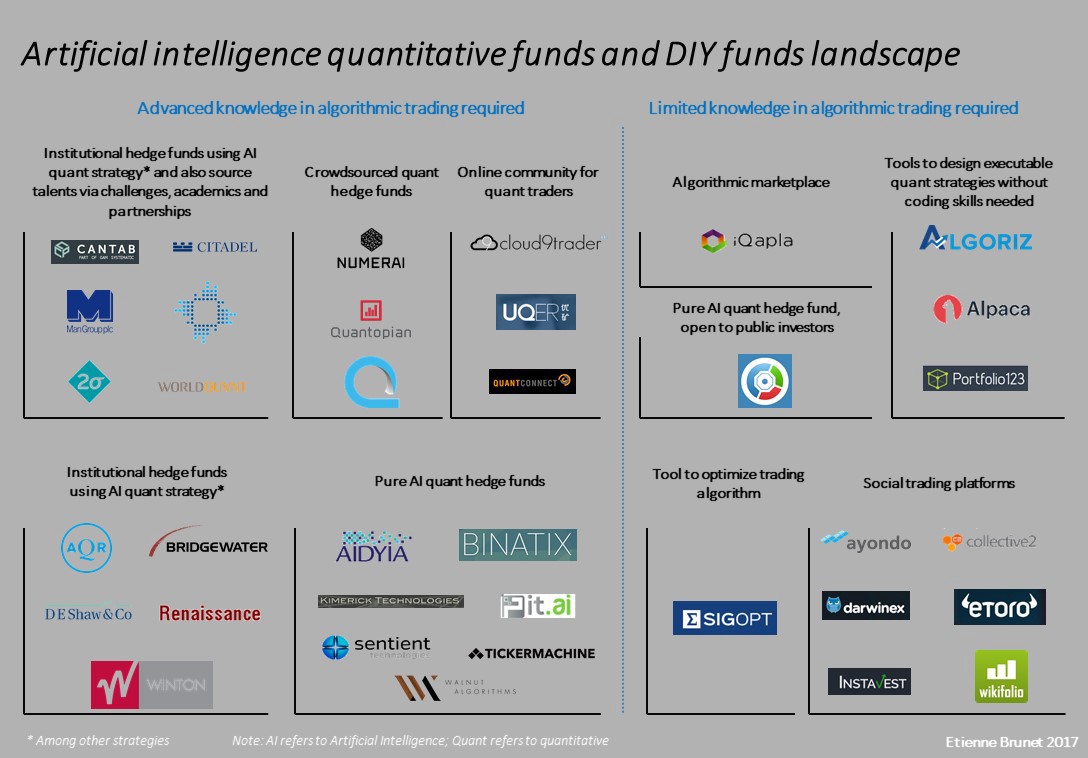 Artificial intelligence quantitative funds and DIY funds landscape
Advanced knowledge in algorithmic trading required
Limited knowledge in algorithmic trading required
Institutional hedge funds using AI
quant strategy* and also source
talents via challenges, academics and
partnerships
CANTAB
PART OF GAM SYSTEMATIC
CITADEL
Man Group plc
2σ
WORLDQUANT
Crowdsourced quant
hedge funds
NUMERAI
Quantopian
Online community for
quant traders
cloud9trader
UQER
QUANTCONNECT
Algorithmic marketplace
iQapla
Pure AI quant hedge fund,
open to public investors
Tools to design executable
quant strategies without
coding skills needed
ALGORIZ
Alpaca
Portfolio123
Institutional hedge funds
using AI quant strategy*
AQR
BRIDGEWATER
DE Shaw & Co
Renaissance
WINTON
Pure AI quant hedge funds
AIDYIA
BINATIX
KIMERICK TECHNOLOGIES
Pit.ai
sentient
technologies
TICKERMACHINE
WALNUT
ALGORITHMS
Tool to optimize trading
algorithm
SIGOPT
Social trading platforms
ayondo
collective2
darwinex
eToro
INSTAVEST
wikifolio
* Among other strategies
Note: AI refers to Artificial Intelligence; Quant refers to quantitative
Etienne Brunet 2017